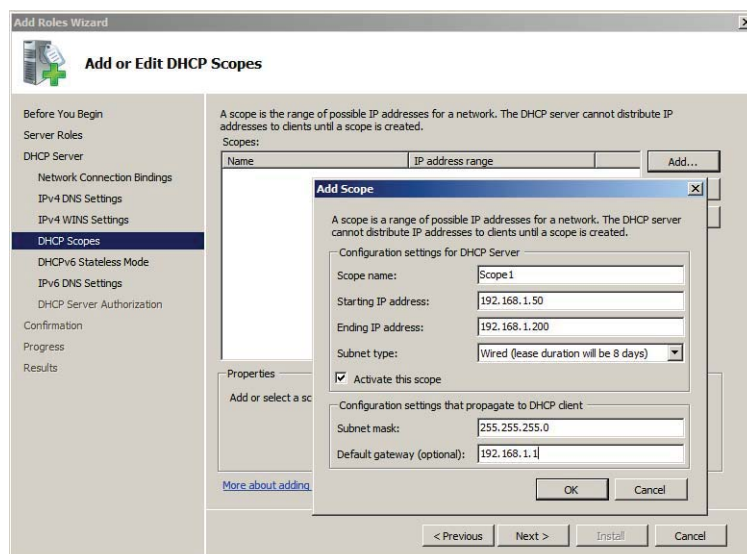 Add Roles Wizard
Add or Edit DHCP Scopes
Before You Begin
Server Roles
DHCP Server
Network Connection Bindings
IPv4 DNS Settings
IPv4 WINS Settings
DHCP Scopes
DHCPv6 Stateless Mode
IPv6 DNS Settings
DHCP Server Authorization
Confirmation
Progress
Results
A scope is the range of possible IP addresses for a network. The DHCP server cannot distribute IP
addresses to clients until a scope is created.
Scopes:
Name IP address range
Add...
Properties
Add or select a sc
More about adding
Add Scope
A scope is a range of possible IP addresses for a network. The DHCP server
cannot distribute IP addresses to clients until a scope is created.
Configuration settings for DHCP Server
Scope name: Scope1
Starting IP address: 192.168.1.50
Ending IP address: 192.168.1.200
Subnet type: Wired (lease duration will be 8 days)
Activate this scope
Configuration settings that propagate to DHCP client
Subnet mask: 255.255.255.0
Default gateway (optional): 192.168.1.1
OK Cancel
< Previous Next > Install Cancel